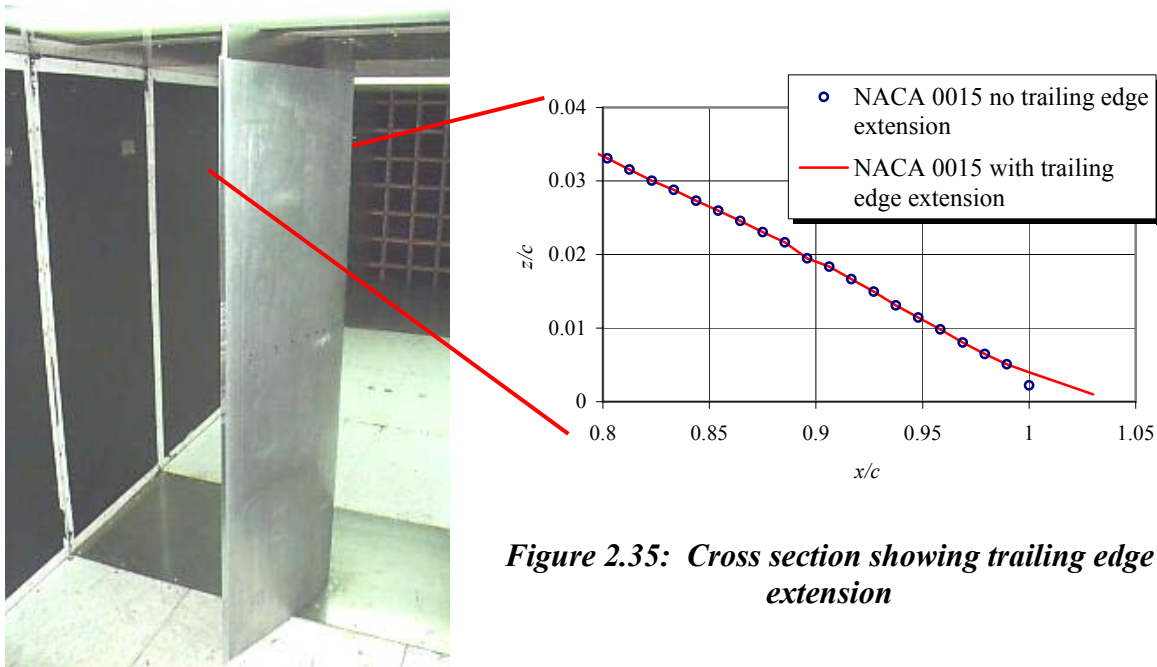 NACA 0015 no trailing edge
extension
NACA 0015 with trailing
edge extension
0.04
0.03
0.02
0.01
0
z/c
0.8 0.85 0.9 0.95 1 1.05
x/c
Figure 2.35: Cross section showing trailing edge
extension